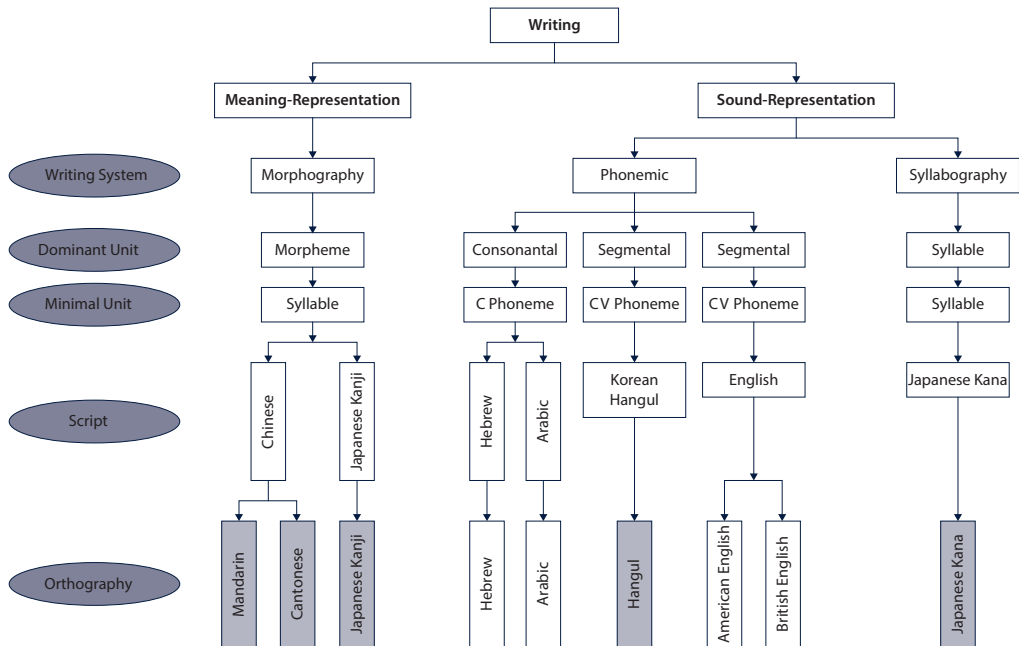 Writing
Meaning-Representation
Sound-Representation
Writing System
Morphography
Phonemic
Syllabography
Dominant Unit
Morpheme
Consonantal
Segmental
Segmental
Syllable
Minimal Unit
Syllable
C Phoneme
CV Phoneme
CV Phoneme
Syllable
Script
Chinese
Japanese Kanji
Hebrew
Arabic
Korean
Hangul
English
Japanese Kana
Orthography
Mandarin
Cantonese
Japanese Kanji
Hebrew
Arabic
Hangul
American English
British English
Japanese Kana